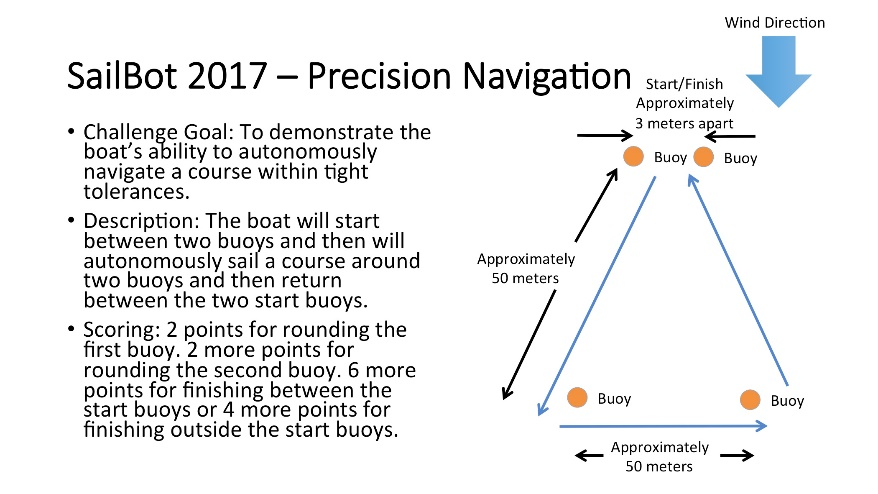 Wind Direction
SailBot 2017 – Precision Navigation
Start/Finish
Approximately
3 meters apart
• Challenge Goal: To demonstrate the
boat’s ability to autonomously
navigate a course within tight
tolerances.
• Description: The boat will start
between two buoys and then will
autonomously sail a course around
two buoys and then return
between the two start buoys.
• Scoring: 2 points for rounding the
first buoy. 2 more points for
rounding the second buoy. 6 more
points for finishing between the
start buoys or 4 more points for
finishing outside the start buoys.
Buoy
Buoy
Approximately
50 meters
Buoy
Buoy
Approximately
50 meters